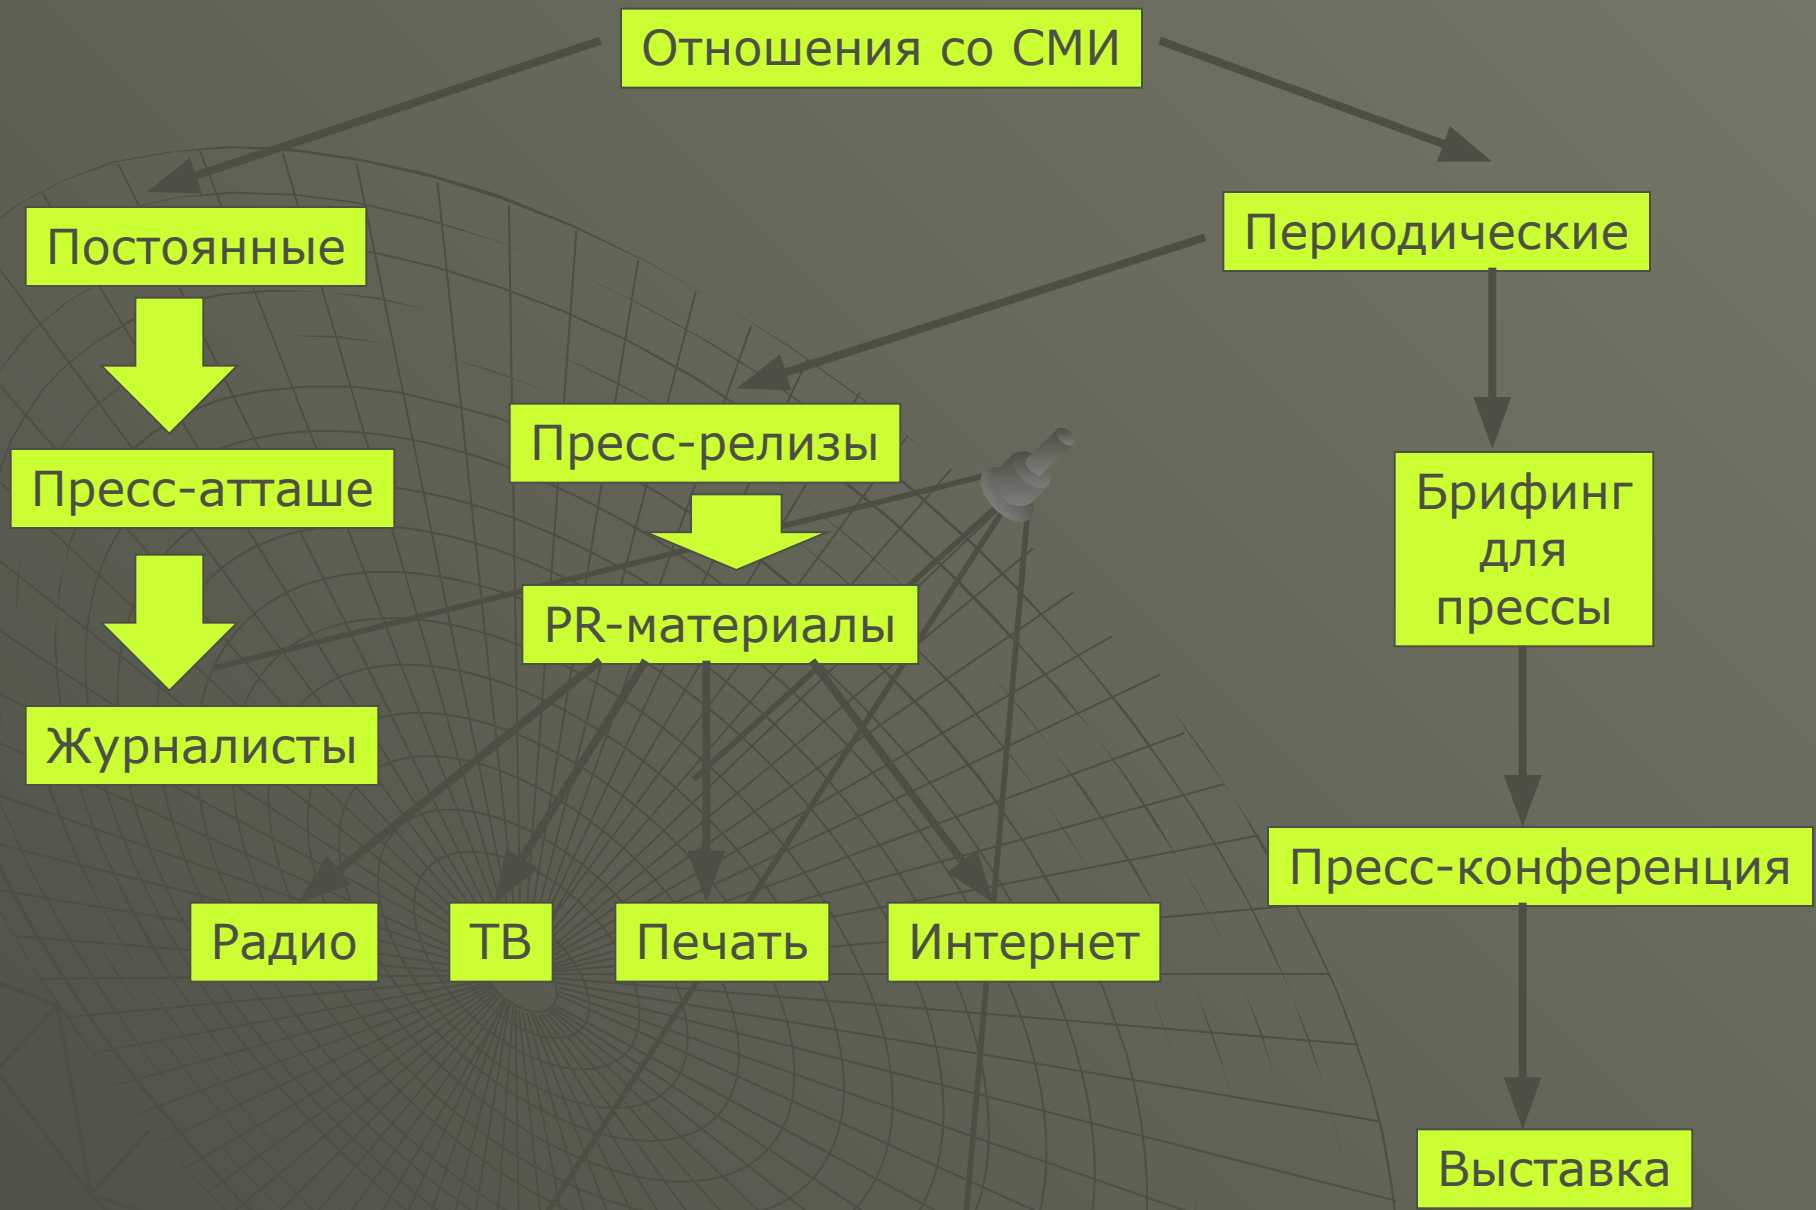 Отношения со СМИ
Постоянные
Периодические
Пресс-атташе
Пресс-релизы
Брифинг
для
прессы
PR-материалы
Журналисты
Пресс-конференция
Радио
ТВ
Печать
Интернет
Выставка